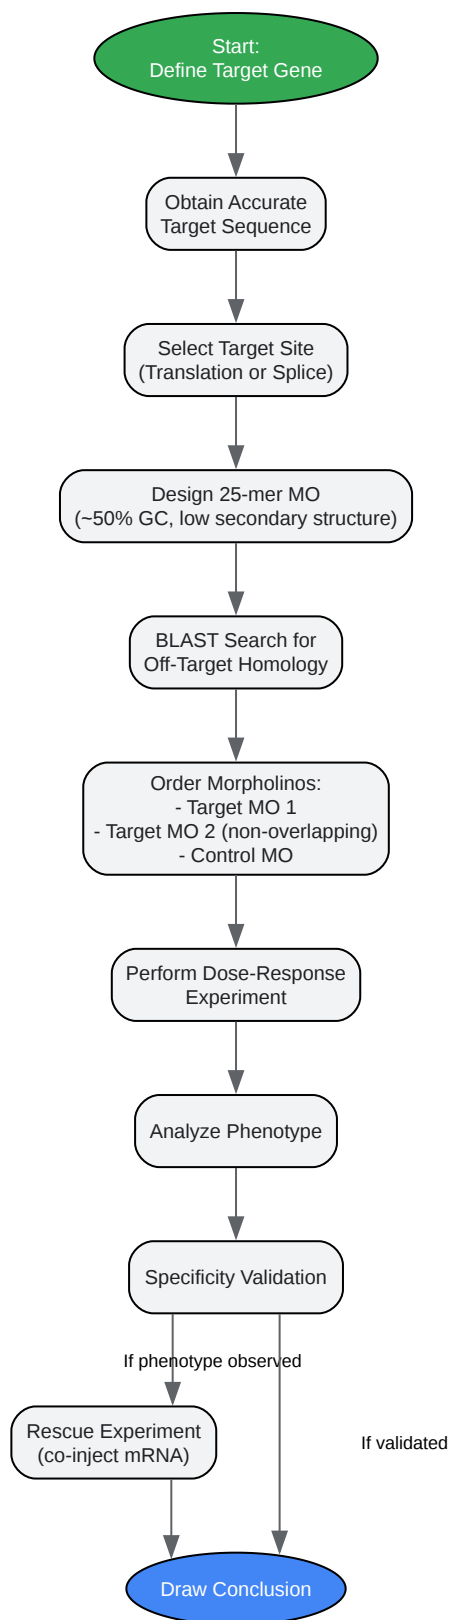 Start:
Define Target Gene
Obtain Accurate
Target Sequence
Select Target Site
(Translation or Splice)
Design 25-mer MO
(~50% GC, low secondary structure)
BLAST Search for
Off-Target Homology
Order Morpholinos:
- Target MO 1
- Target MO 2 (non-overlapping)
- Control MO
Perform Dose-Response
Experiment
Analyze Phenotype
Specificity Validation
If phenotype observed
Rescue Experiment
(co-inject mRNA)
If validated
Draw Conclusion